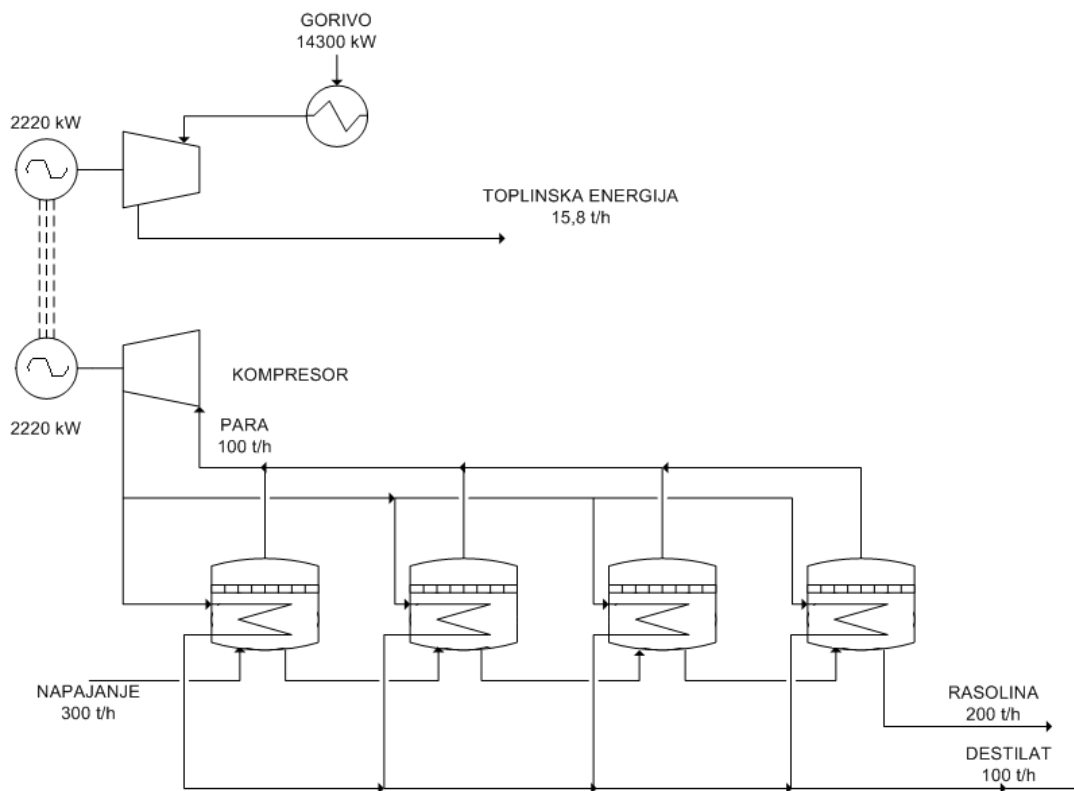 GORIVO
14300 kW
2220 kW
TOPLINSKA ENERGIJA
15,8 t/h
KOMPRESOR
2220 kW
PARA
100 t/h
NAPAJANJE
300 t/h
RASOLINA
200 t/h
DESTILAT
100 t/h